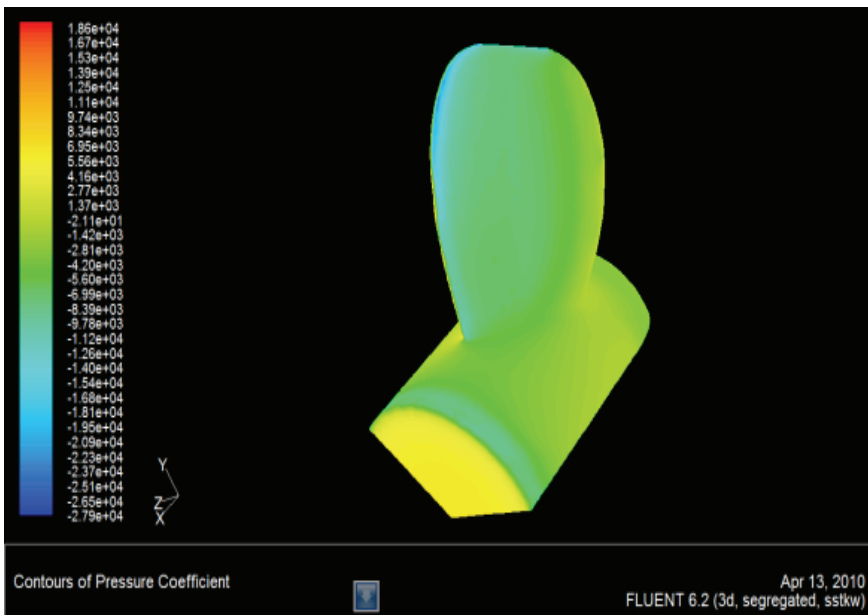 1.86e+04
1.67e+04
1.53e+04
1.39e+04
1.25e+04
1.11e+04
9.74e+03
8.34e+03
6.95e+03
5.56e+03
4.16e+03
2.77e+03
1.37e+03
-2.11e+01
-1.42e+03
-2.81e+03
-4.20e+03
-5.60e+03
-6.99e+03
-8.39e+03
-9.78e+03
-1.12e+04
-1.26e+04
-1.40e+04
-1.54e+04
-1.68e+04
-1.81e+04
-1.95e+04
-2.09e+04
-2.23e+04
-2.37e+04
-2.51e+04
-2.65e+04
-2.79e+04
Y
Z
X
Contours of Pressure Coefficient
Apr 13, 2010
FLUENT 6.2 (3d, segregated, sstkw)